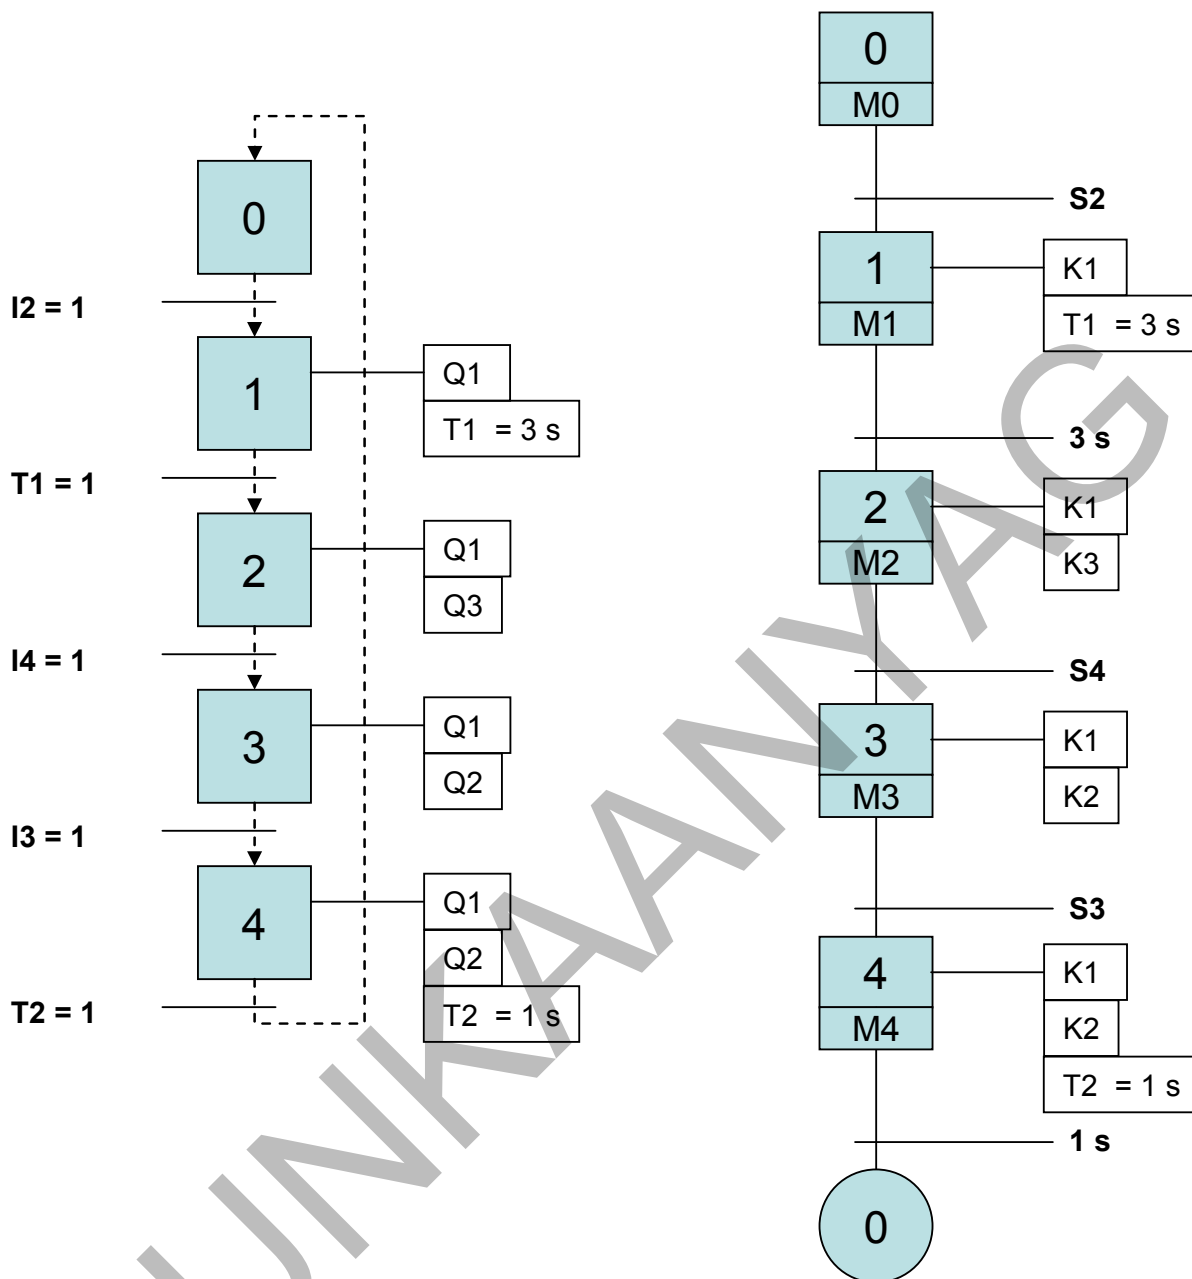 0
I2 = 1
1
Q1
T1 = 3 s
T1 = 1
2
Q1
Q3
I4 = 1
3
Q1
Q2
I3 = 1
4
Q1
Q2
T2 = 1 s
T2 = 1
0
M0
S2
1
M1
K1
T1 = 3 s
3 s
2
M2
K1
K3
S4
3
M3
K1
K2
S3
4
M4
K1
K2
T2 = 1 s
1 s
0
UNKAANYAG